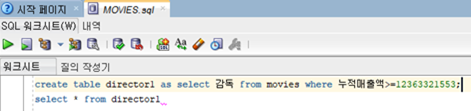 시작 페이지 × MOVIES.sql ×
SQL 워크시트(W) 내역
워크시트 질의 작성기
create table director1 as select 감독 from movies where 누적매출액>=12363321553;
select * from director1